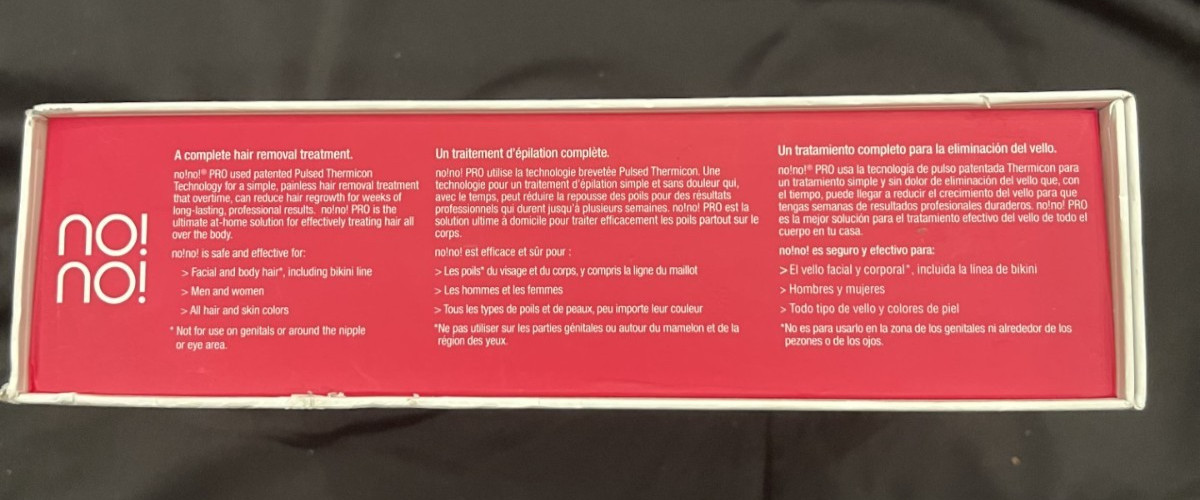 no!
no!
A complete hair removal treatment.
no!no!® PRO used patented Pulsed Thermicon
Technology for a simple, painless hair removal treatment
that overtime, can reduce hair regrowth for weeks of
long-lasting, professional results. no!no! PRO is the
ultimate at-home solution for effectively treating hair all
over the body.
no!no! is safe and effective for:
> Facial and body hair*, including bikini line
> Men and women
> All hair and skin colors
* Not for use on genitals or around the nipple
or eye area.
Un traitement d'épilation complète.
no!no! PRO utilise la technologie brevetée Pulsed Thermicon. Une
technologie pour un traitement d'épilation simple et sans douleur qui,
avec le temps, peut réduire la repousse des poils pour des résultats
professionnels qui durent jusqu'à plusieurs semaines. no!no! PRO est la
solution ultime à domicile pour traiter efficacement les poils partout sur le
corps.
no!no! est efficace et sûr pour :
> Les poils* du visage et du corps, y compris la ligne du maillot
> Les hommes et les femmes
> Tous les types de poils et de peaux, peu importe leur couleur
*Ne pas utiliser sur les parties génitales ou autour du mamelon et de la
région des yeux.
Un tratamiento completo para la eliminación del vello.
no!no!® PRO usa la tecnología de pulso patentada Thermicon para
un tratamiento simple y sin dolor de eliminación del vello que, con
el tiempo, puede llegar a reducir el crecimiento del vello para que
tengas semanas de resultados profesionales duraderos. no!no! PRO
es la mejor solución para el tratamiento efectivo del vello de todo el
cuerpo en tu casa.
no!no! es seguro y efectivo para:
> El vello facial y corporal*, incluida la línea de bikini
> Hombres y mujeres
> Todo tipo de vello y colores de piel
*No es para usarlo en la zona de los genitales ni alrededor de los
pezones o de los ojos.